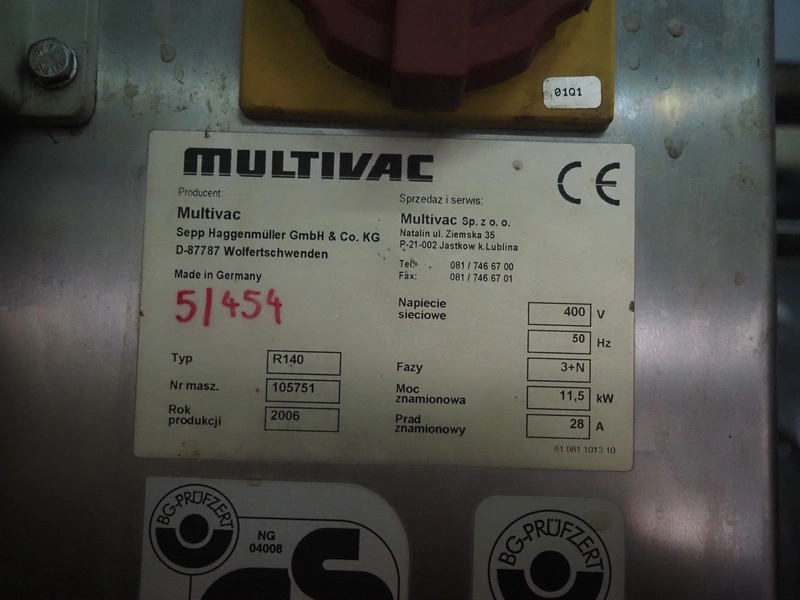 01Q1
MULTIVAC
CE
Producent:
Multivac
Sepp Haggenmüller GmbH & Co. KG
D-87787 Wolfertschwenden
Made in Germany
5/454
Sprzedaz i serwis:
Multivac Sp. z o. o.
Natalin ul. Ziemska 35
P-21-002 Jastkow k.Lublina
Tel: 081 / 746 67 00
Fax: 081 / 746 67 01
Typ R140
Nr masz. 105751
Rok
produkcji 2006
Napiecie
sieciowe 400 V
50 Hz
Fazy 3+N
Moc
znamionowa 11,5 kW
Prad
znamionowy 28 A
81 981 1013 10
BG-PRÜFZERT
NG
04008
GS
BG-PRÜFZERT